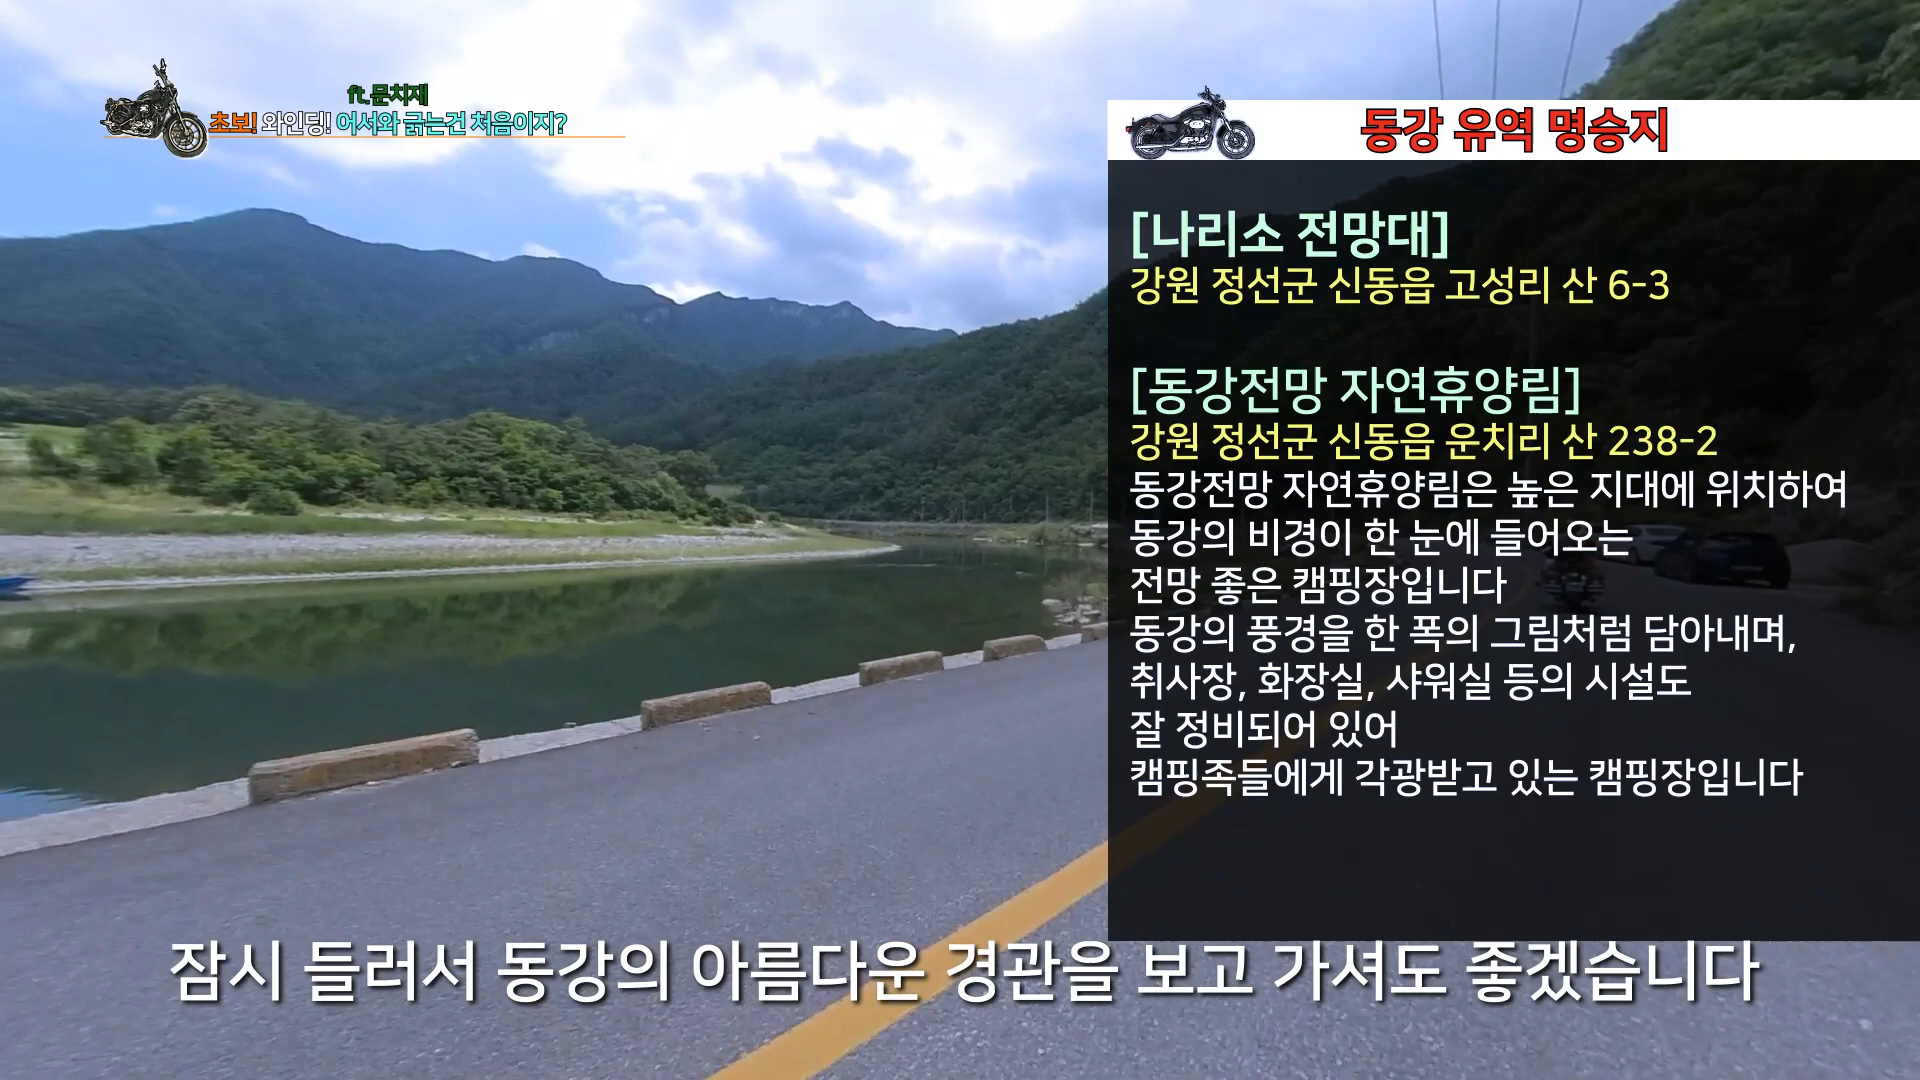 ft.문치재
초보! 와인딩! 어서와 긁는건 처음이지?
동강 유역 명승지
[나리소 전망대]
강원 정선군 신동읍 고성리 산 6-3
[동강전망 자연휴양림]
강원 정선군 신동읍 운치리 산 238-2
동강전망 자연휴양림은 높은 지대에 위치하여
동강의 비경이 한 눈에 들어오는
전망 좋은 캠핑장입니다
동강의 풍경을 한 폭의 그림처럼 담아내며,
취사장, 화장실, 샤워실 등의 시설도
잘 정비되어 있어
캠핑족들에게 각광받고 있는 캠핑장입니다
잠시 들러서 동강의 아름다운 경관을 보고 가셔도 좋겠습니다